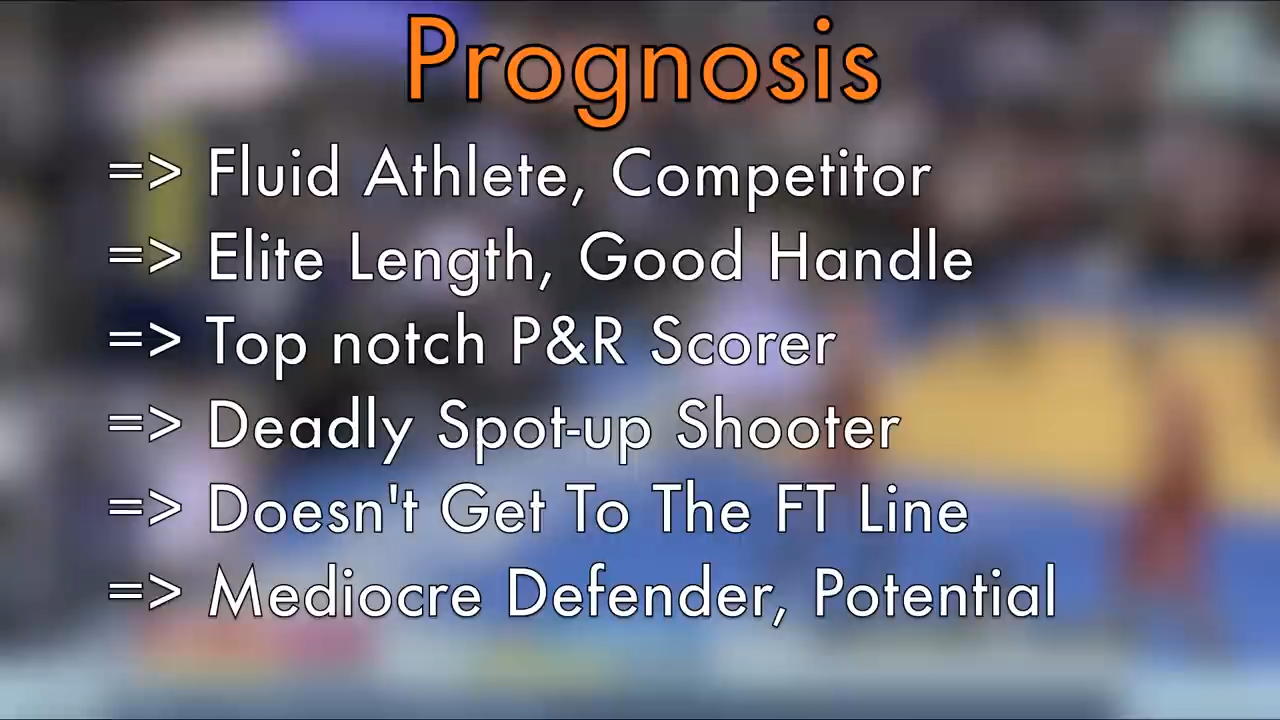 Prognosis
=> Fluid Athlete, Competitor
=> Elite Length, Good Handle
=> Top notch P&R Scorer
=> Deadly Spot-up Shooter
=> Doesn't Get To The FT Line
=> Mediocre Defender, Potential